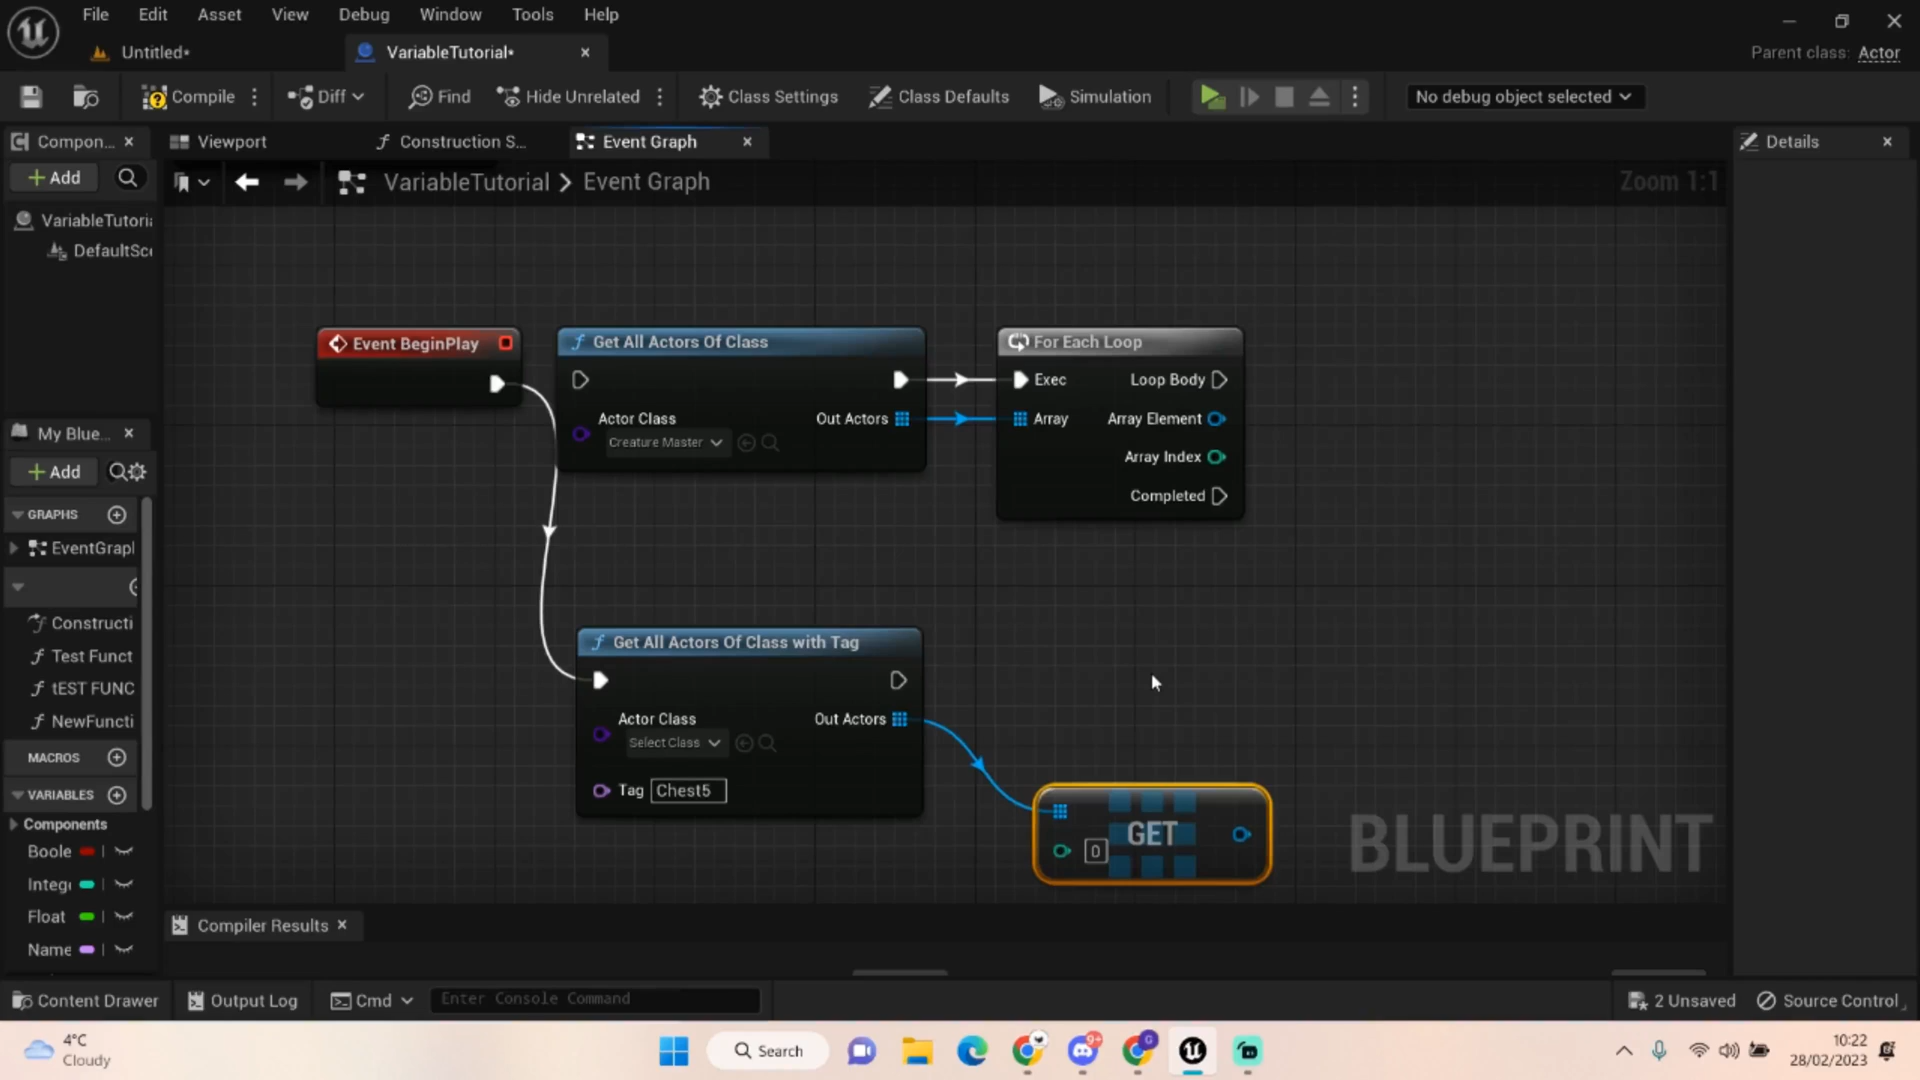 File Edit Asset View Debug Window Tools Help
Untitled*
VariableTutorial*
Parent class: Actor
Compile
Diff
Find
Hide Unrelated
Class Settings
Class Defaults
Simulation
No debug object selected
Compon...
Viewport
Construction S...
Event Graph
Details
Add
VariableTutorial > Event Graph
Zoom 1:1
VariableTutoria
DefaultSce
Event BeginPlay
Get All Actors Of Class
Actor Class
Creature Master
Out Actors
For Each Loop
Exec
Loop Body
Array
Array Element
Array Index
Completed
My Blue...
Add
GRAPHS
EventGraph
Constructi
Test Funct
tEST FUNC
NewFuncti
MACROS
VARIABLES
Components
Boole
Intege
Float
Name
Get All Actors Of Class with Tag
Actor Class
Select Class
Out Actors
Tag Chest5
GET
0
BLUEPRINT
Compiler Results
Content Drawer
Output Log
Cmd
Enter Console Command
2 Unsaved
Source Control
4°C
Cloudy
Search
9+
G
10:22
28/02/2023